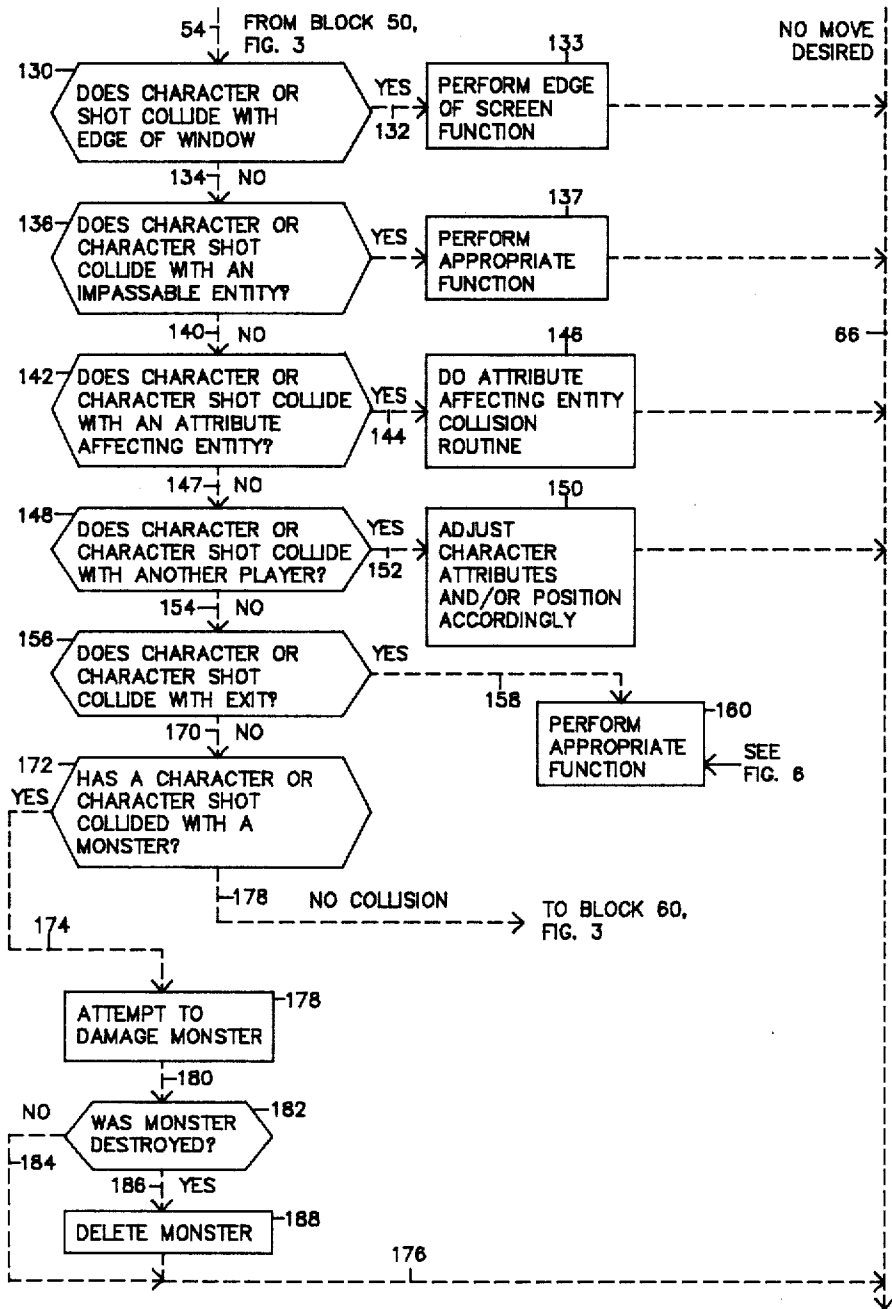 54
FROM BLOCK 50,
FIG. 3
NO MOVE
DESIRED
130
DOES CHARACTER OR
SHOT COLLIDE WITH
EDGE OF WINDOW
YES
132
133
PERFORM EDGE
OF SCREEN
FUNCTION
134
NO
136
DOES CHARACTER OR
CHARACTER SHOT
COLLIDE WITH AN
IMPASSABLE ENTITY?
YES
137
PERFORM
APPROPRIATE
FUNCTION
140
NO
66
142
DOES CHARACTER OR
CHARACTER SHOT COLLIDE
WITH AN ATTRIBUTE
AFFECTING ENTITY?
YES
144
146
DO ATTRIBUTE
AFFECTING ENTITY
COLLISION
ROUTINE
147
NO
148
DOES CHARACTER OR
CHARACTER SHOT COLLIDE
WITH ANOTHER PLAYER?
YES
152
150
ADJUST
CHARACTER
ATTRIBUTES
AND/OR POSITION
ACCORDINGLY
154
NO
156
DOES CHARACTER OR
CHARACTER SHOT
COLLIDE WITH EXIT?
YES
158
160
PERFORM
APPROPRIATE
FUNCTION
SEE
FIG. 6
170
NO
172
HAS A CHARACTER OR
CHARACTER SHOT
COLLIDED WITH A
MONSTER?
YES
178
NO COLLISION
TO BLOCK 60,
FIG. 3
174
178
ATTEMPT TO
DAMAGE MONSTER
180
182
WAS MONSTER
DESTROYED?
NO
184
186
YES
188
DELETE MONSTER
176